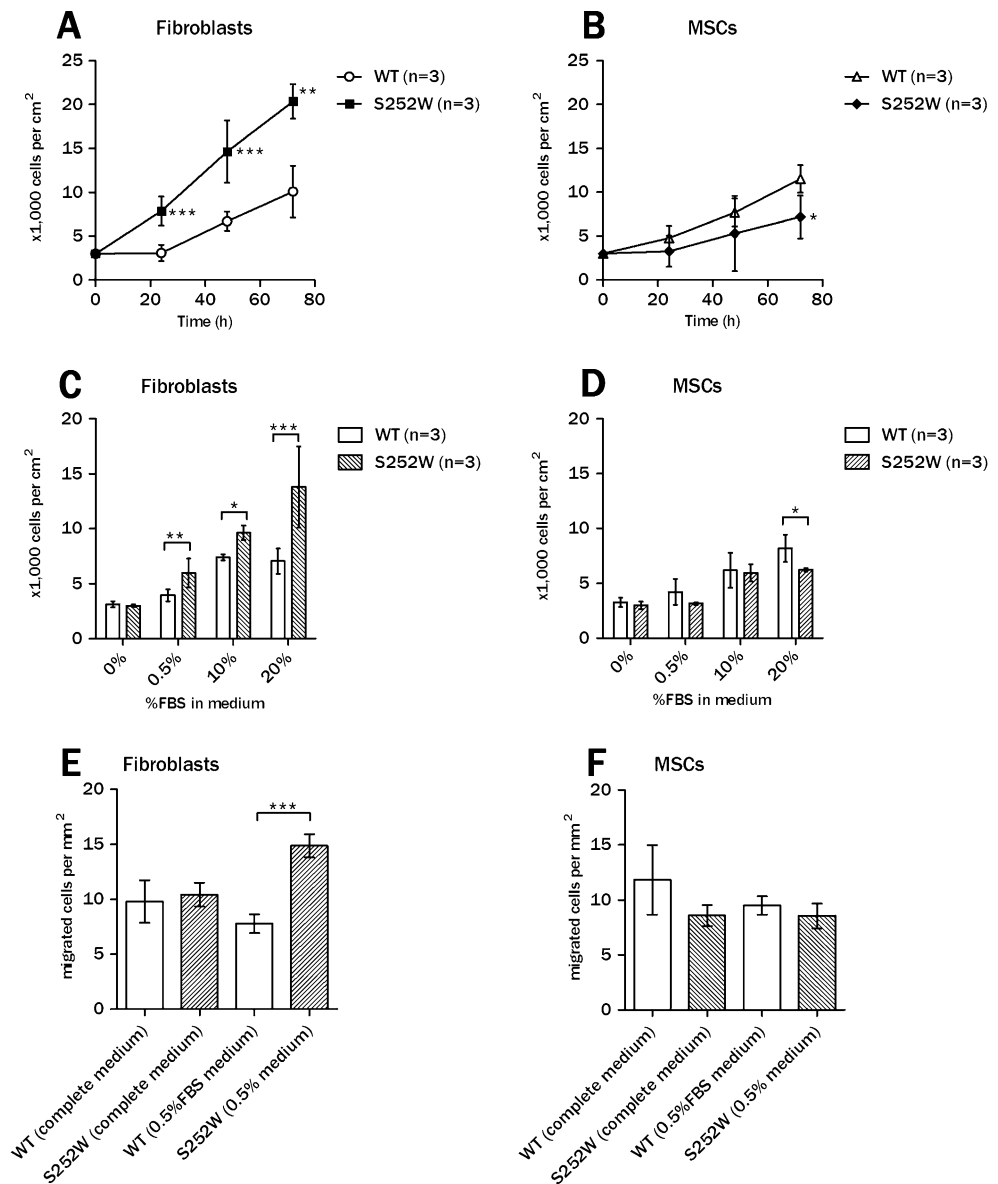 A
Fibroblasts
25
20
15
10
5
0
x1,000 cells per cm2
**
***
***
0 20 40 60 80
Time (h)
WT (n=3)
S252W (n=3)
B
MSCs
25
20
15
10
5
0
x1,000 cells per cm2
*
0 20 40 60 80
Time (h)
WT (n=3)
S252W (n=3)
C
Fibroblasts
20
15
10
5
0
x1,000 cells per cm2
**
*
***
0% 0.5% 10% 20%
%FBS in medium
WT (n=3)
S252W (n=3)
D
MSCs
20
15
10
5
0
x1,000 cells per cm2
*
0% 0.5% 10% 20%
%FBS in medium
WT (n=3)
S252W (n=3)
E
Fibroblasts
20
15
10
5
0
migrated cells per mm2
***
WT (complete medium)
S252W (complete medium)
WT (0.5%FBS medium)
S252W (0.5% medium)
F
MSCs
20
15
10
5
0
migrated cells per mm2
WT (complete medium)
S252W (complete medium)
WT (0.5%FBS medium)
S252W (0.5% medium)